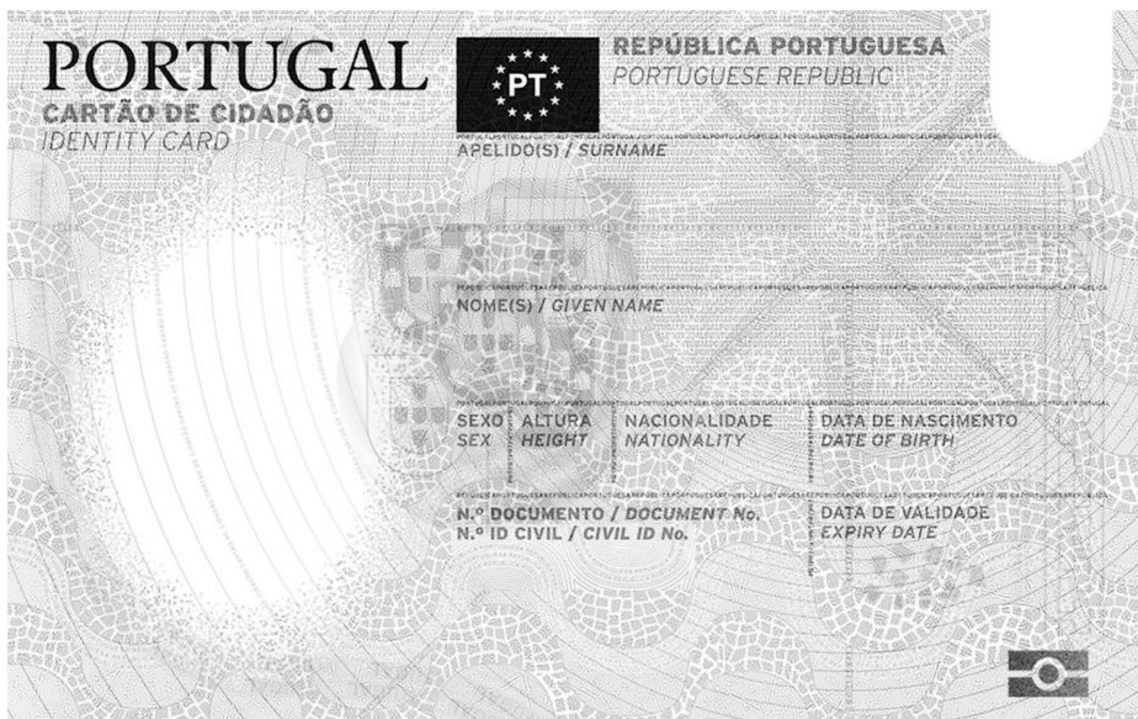 PORTUGAL
CARTÃO DE CIDADÃO
IDENTITY CARD
PT
REPÚBLICA PORTUGUESA
PORTUGUESE REPUBLIC
APELIDO(S) / SURNAME
NOME(S) / GIVEN NAME
SEXO
SEX
ALTURA
HEIGHT
NACIONALIDADE
NATIONALITY
DATA DE NASCIMENTO
DATE OF BIRTH
N.º DOCUMENTO / DOCUMENT No.
N.º ID CIVIL / CIVIL ID No.
DATA DE VALIDADE
EXPIRY DATE